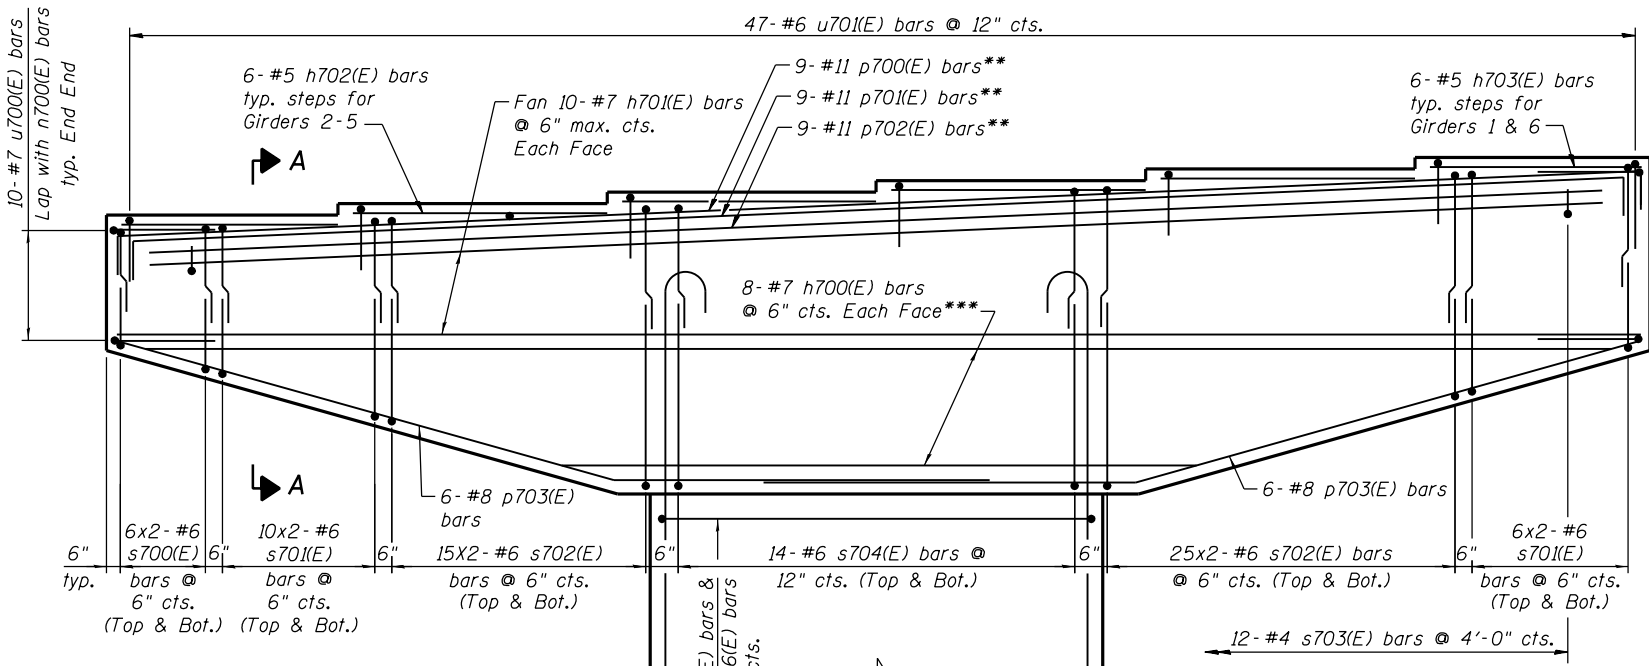 47-#6 u701(E) bars @ 12" cts.
10-#7 u700(E) bars
Lap with n700(E) bars
typ. End End
6-#5 h702(E) bars
typ. steps for
Girders 2-5
Fan 10-#7 h701(E) bars
@ 6" max. cts.
Each Face
9-#11 p700(E) bars**
9-#11 p701(E) bars**
9-#11 p702(E) bars**
6-#5 h703(E) bars
typ. steps for
Girders 1 & 6
A
8-#7 h700(E) bars
@ 6" cts. Each Face***
A
6-#8 p703(E)
bars
6-#8 p703(E) bars
6"
typ.
6x2-#6
s700(E)
bars @
6" cts.
(Top & Bot.)
6"
10x2-#6
s701(E)
bars @
6" cts.
(Top & Bot.)
6"
15X2-#6 s702(E)
bars @ 6" cts.
(Top & Bot.)
6"
14-#6 s704(E) bars @
12" cts. (Top & Bot.)
6"
25x2-#6 s702(E) bars
@ 6" cts. (Top & Bot.)
6"
6x2-#6
s701(E)
bars @ 6" cts.
(Top & Bot.)
(E) bars &
6(E) bars
cts.
12-#4 s703(E) bars @ 4'-0" cts.